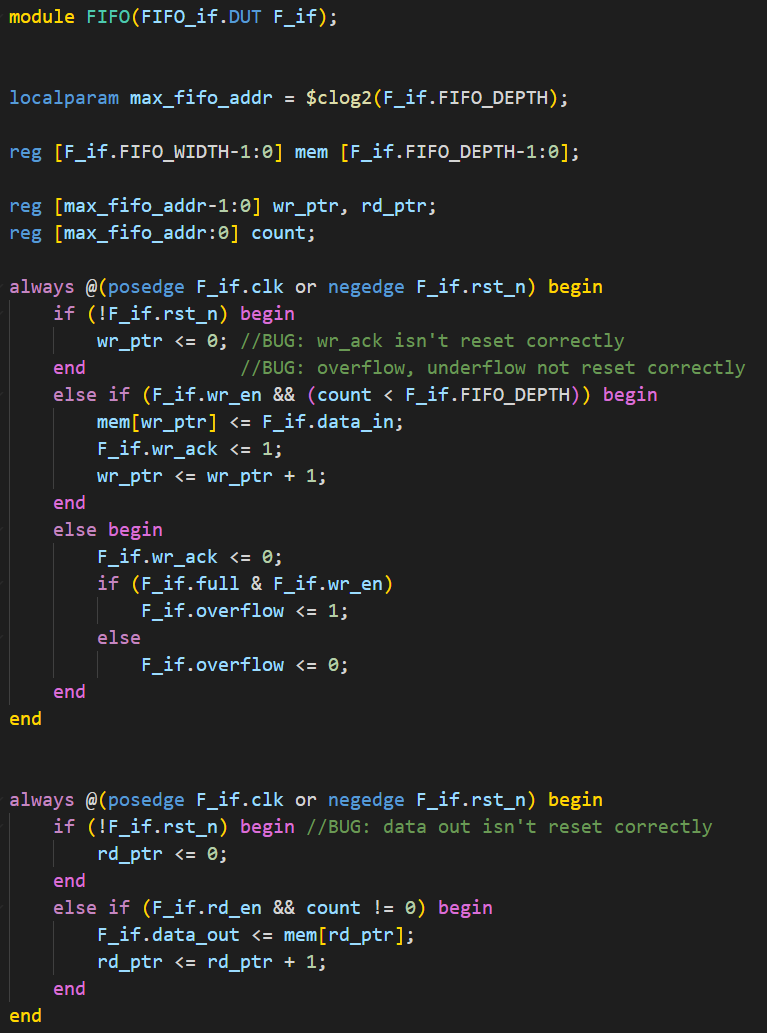 module FIFO(FIFO_if.DUT F_if);
localparam max_fifo_addr = $clog2(F_if.FIFO_DEPTH);
reg [F_if.FIFO_WIDTH-1:0] mem [F_if.FIFO_DEPTH-1:0];
reg [max_fifo_addr-1:0] wr_ptr, rd_ptr;
reg [max_fifo_addr:0] count;
always @(posedge F_if.clk or negedge F_if.rst_n) begin
if (!F_if.rst_n) begin
wr_ptr <= 0; //BUG: wr_ack isn't reset correctly
end //BUG: overflow, underflow not reset correctly
else if (F_if.wr_en && (count < F_if.FIFO_DEPTH)) begin
mem[wr_ptr] <= F_if.data_in;
F_if.wr_ack <= 1;
wr_ptr <= wr_ptr + 1;
end
else begin
F_if.wr_ack <= 0;
if (F_if.full & F_if.wr_en)
F_if.overflow <= 1;
else
F_if.overflow <= 0;
end
end
always @(posedge F_if.clk or negedge F_if.rst_n) begin
if (!F_if.rst_n) begin //BUG: data out isn't reset correctly
rd_ptr <= 0;
end
else if (F_if.rd_en && count != 0) begin
F_if.data_out <= mem[rd_ptr];
rd_ptr <= rd_ptr + 1;
end
end